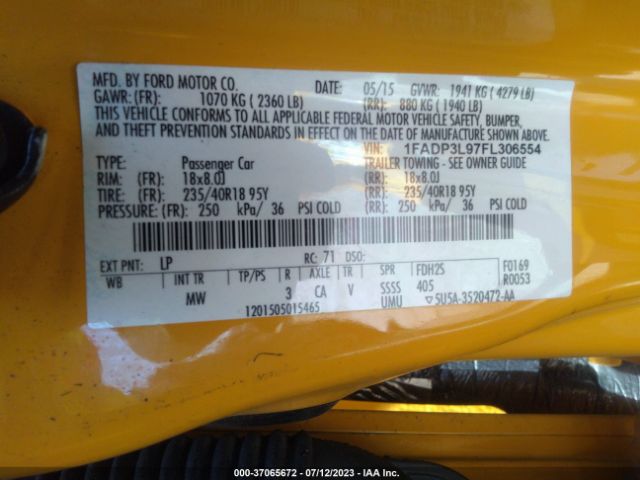 MFD. BY FORD MOTOR CO. DATE: 05/15 GVWR: 1941 KG ( 4279 LB)
GAWR: (FR): 1070 KG ( 2360 LB) (RR): 880 KG ( 1940 LB)
THIS VEHICLE CONFORMS TO ALL APPLICABLE FEDERAL MOTOR VEHICLE SAFETY, BUMPER,
AND THEFT PREVENTION STANDARDS IN EFFECT ON THE DATE OF MANUFACTURE SHOWN ABOVE.
VIN: 1FADP3L97FL306554
TYPE: Passenger Car TRAILER TOWING - SEE OWNER GUIDE
RIM: 18x8.0J 18x8.0J
TIRE: 235/40R18 95Y 235/40R18 95Y
PRESSURE: (FR): 250 kPa/ 36 PSI COLD (RR): 250 kPa/ 36 PSI COLD
EXT PNT: LP RC: 71 DSO: FDH2S F0169
WB INT TR TP/PS R AXLE TR SPR 405 R0053
MW 3 CA V SSSS
UMU 5U5A-3520472-AA
1201505015465
000-37065672 - 07/12/2023 - IAA Inc.